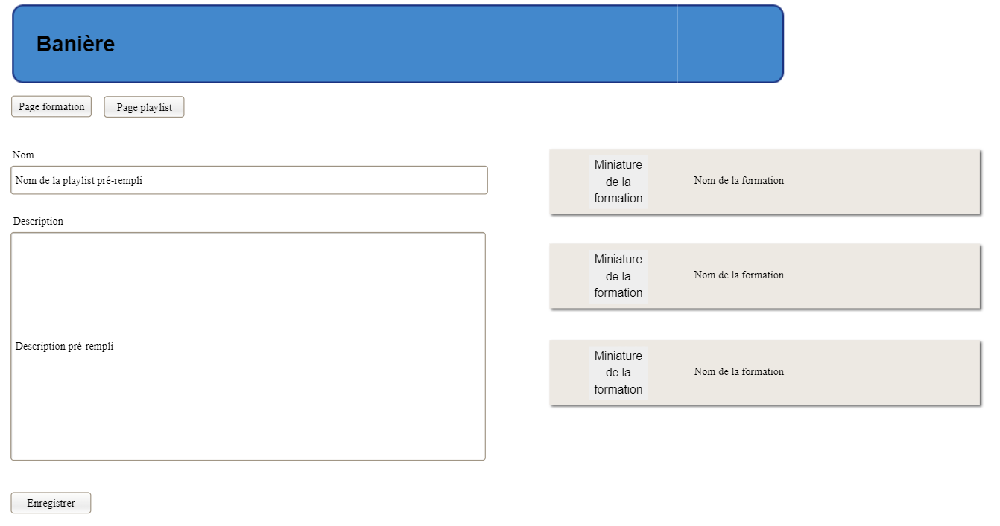 Banière
Page formation
Page playlist
Nom
Nom de la playlist pré-rempli
Description
Description pré-rempli
Enregistrer
Miniature
de la
formation
Nom de la formation
Miniature
de la
formation
Nom de la formation
Miniature
de la
formation
Nom de la formation